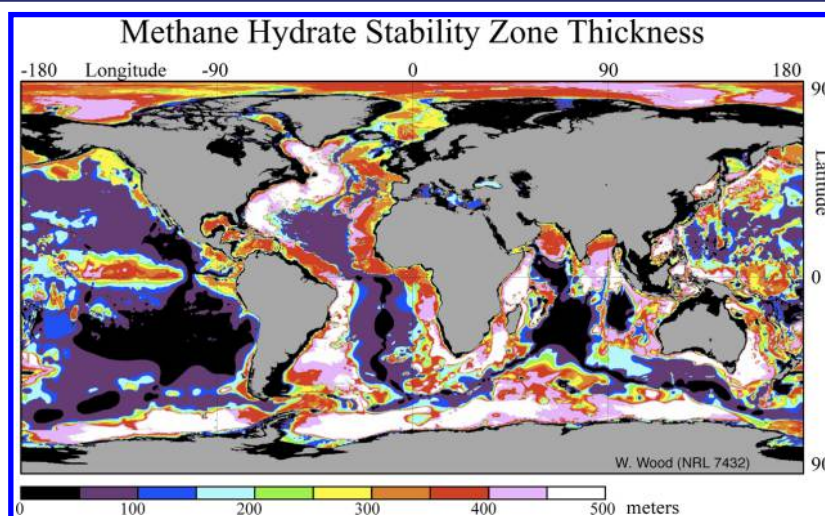 Methane Hydrate Stability Zone Thickness
-180 Longitude -90 0 90 180
90
Latitude
0
W. Wood (NRL 7432)
90
0 100 200 300 400 500 meters